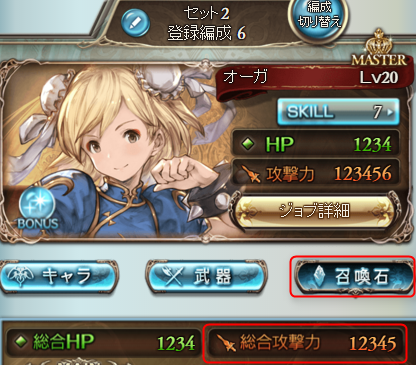 セット2
登録編成 6
編成
切り替え
MASTER
オーガ Lv20
SKILL 7
HP 1234
攻撃力 123456
BONUS
ジョブ詳細
キャラ 武器 召喚石
総合HP 1234 総合攻撃力 12345